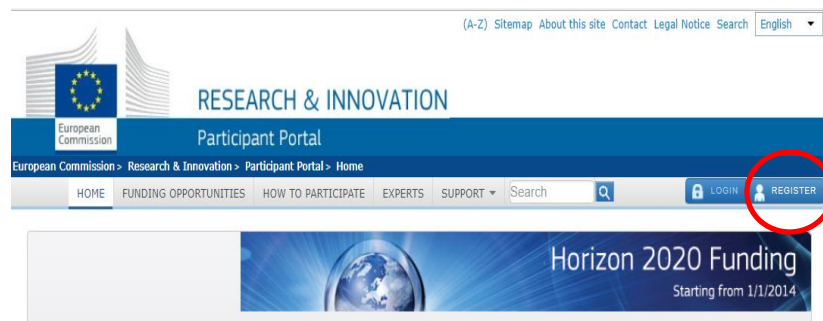 (A-Z) Sitemap About this site Contact Legal Notice Search English
European
Commission
RESEARCH & INNOVATION
Participant Portal
European Commission > Research & Innovation > Participant Portal > Home
HOME FUNDING OPPORTUNITIES HOW TO PARTICIPATE EXPERTS SUPPORT Search LOGIN REGISTER
Horizon 2020 Funding
Starting from 1/1/2014